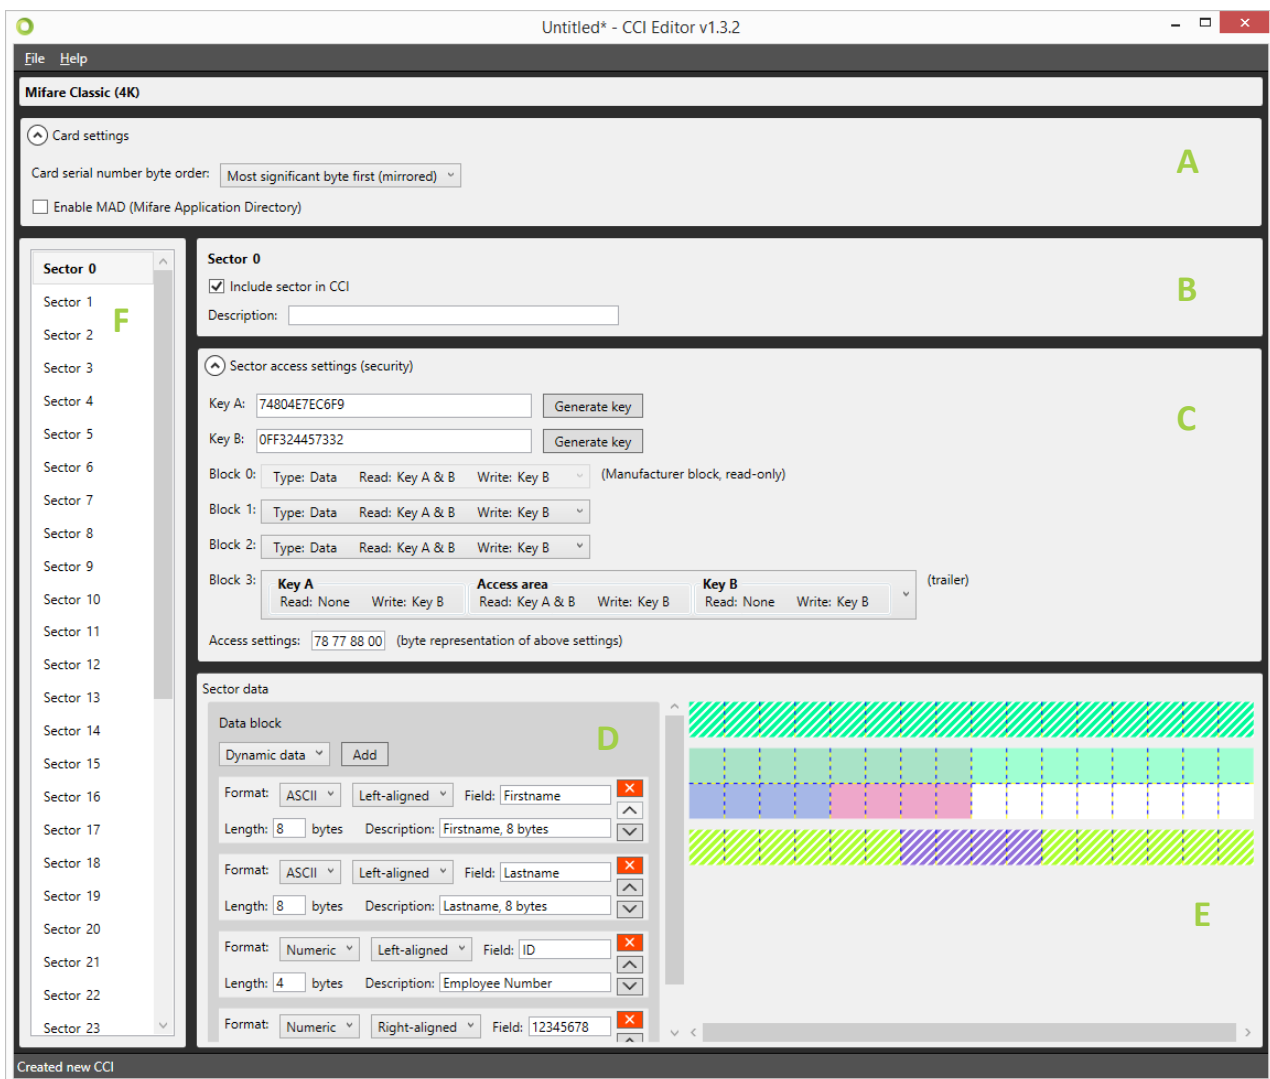 Untitled* - CCI Editor v1.3.2
File Help
Mifare Classic (4K)
Card settings
A
Card serial number byte order: Most significant byte first (mirrored)
Enable MAD (Mifare Application Directory)
Sector 0
Sector 1
F
Sector 2
Sector 3
Sector 4
Sector 5
Sector 6
Sector 7
Sector 8
Sector 9
Sector 10
Sector 11
Sector 12
Sector 13
Sector 14
Sector 15
Sector 16
Sector 17
Sector 18
Sector 19
Sector 20
Sector 21
Sector 22
Sector 23
Sector 0
Include sector in CCI
B
Description:
Sector access settings (security)
Key A: 74804E7EC6F9 Generate key
C
Key B: 0FF324457332 Generate key
Block 0: Type: Data Read: Key A & B Write: Key B (Manufacturer block, read-only)
Block 1: Type: Data Read: Key A & B Write: Key B
Block 2: Type: Data Read: Key A & B Write: Key B
Block 3: Key A Access area Key B (trailer)
Read: None Write: Key B Read: Key A & B Write: Key B Read: None Write: Key B
Access settings: 78 77 88 00 (byte representation of above settings)
Sector data
Data block
D
Dynamic data Add
Format: ASCII Left-aligned Field: Firstname
Length: 8 bytes Description: Firstname, 8 bytes
Format: ASCII Left-aligned Field: Lastname
Length: 8 bytes Description: Lastname, 8 bytes
Format: Numeric Left-aligned Field: ID
Length: 4 bytes Description: Employee Number
Format: Numeric Right-aligned Field: 12345678
E
Created new CCI